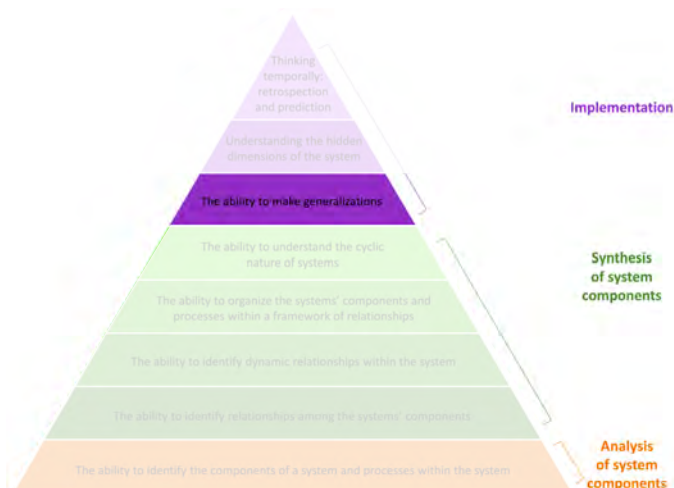 Thinking
temporally:
retrospection
and prediction
Implementation
Understanding the hidden
dimensions of the system
The ability to make generalizations
The ability to understand the cyclic
nature of systems
Synthesis
of system
components
The ability to organize the systems' components and
processes within a framework of relationships
The ability to identify dynamic relationships within the system
The ability to identify relationships among the systems' components
The ability to identify the components of a system and processes within the system
Analysis
of system
components